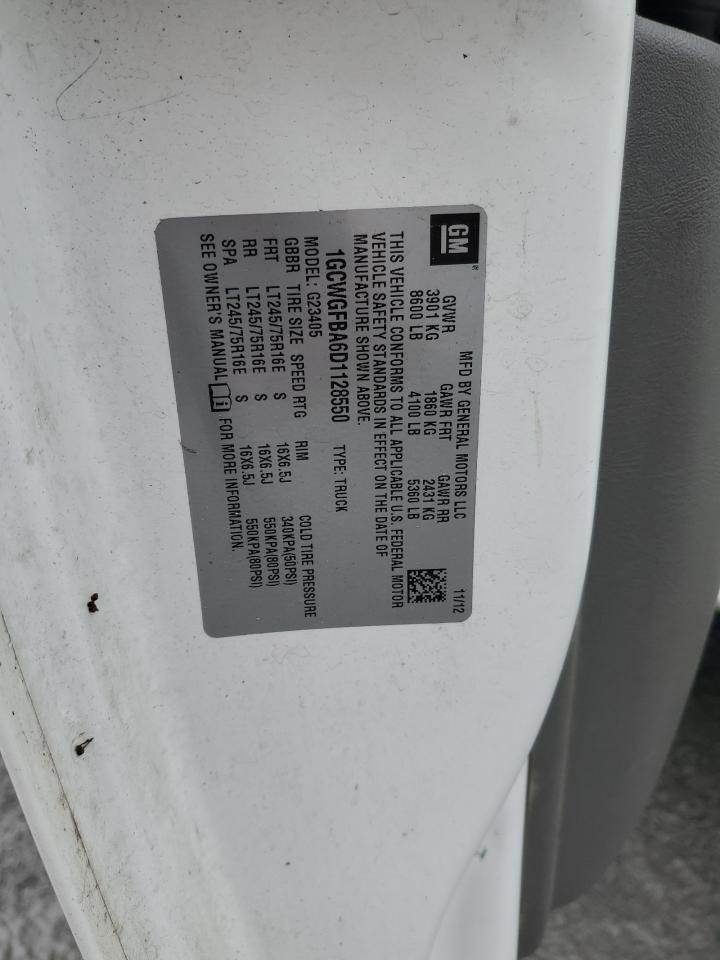 GM ®
MFD BY GENERAL MOTORS LLC 11/12
GVWR GAWR FRT GAWR RR
3901 KG 1860 KG 2431 KG
8600 LB 4100 LB 5360 LB
THIS VEHICLE CONFORMS TO ALL APPLICABLE U.S. FEDERAL MOTOR
VEHICLE SAFETY STANDARDS IN EFFECT ON THE DATE OF
MANUFACTURE SHOWN ABOVE.
1GCWGFBA6D1128550 TYPE: TRUCK
MODEL: G23405
GBBR TIRE SIZE SPEED RTG RIM COLD TIRE PRESSURE
FRT LT245/75R16E S 16X6.5J 340KPA(50PSI)
RR LT245/75R16E S 16X6.5J 550KPA(80PSI)
SPA LT245/75R16E S 16X6.5J 550KPA(80PSI)
SEE OWNER'S MANUAL FOR MORE INFORMATION.